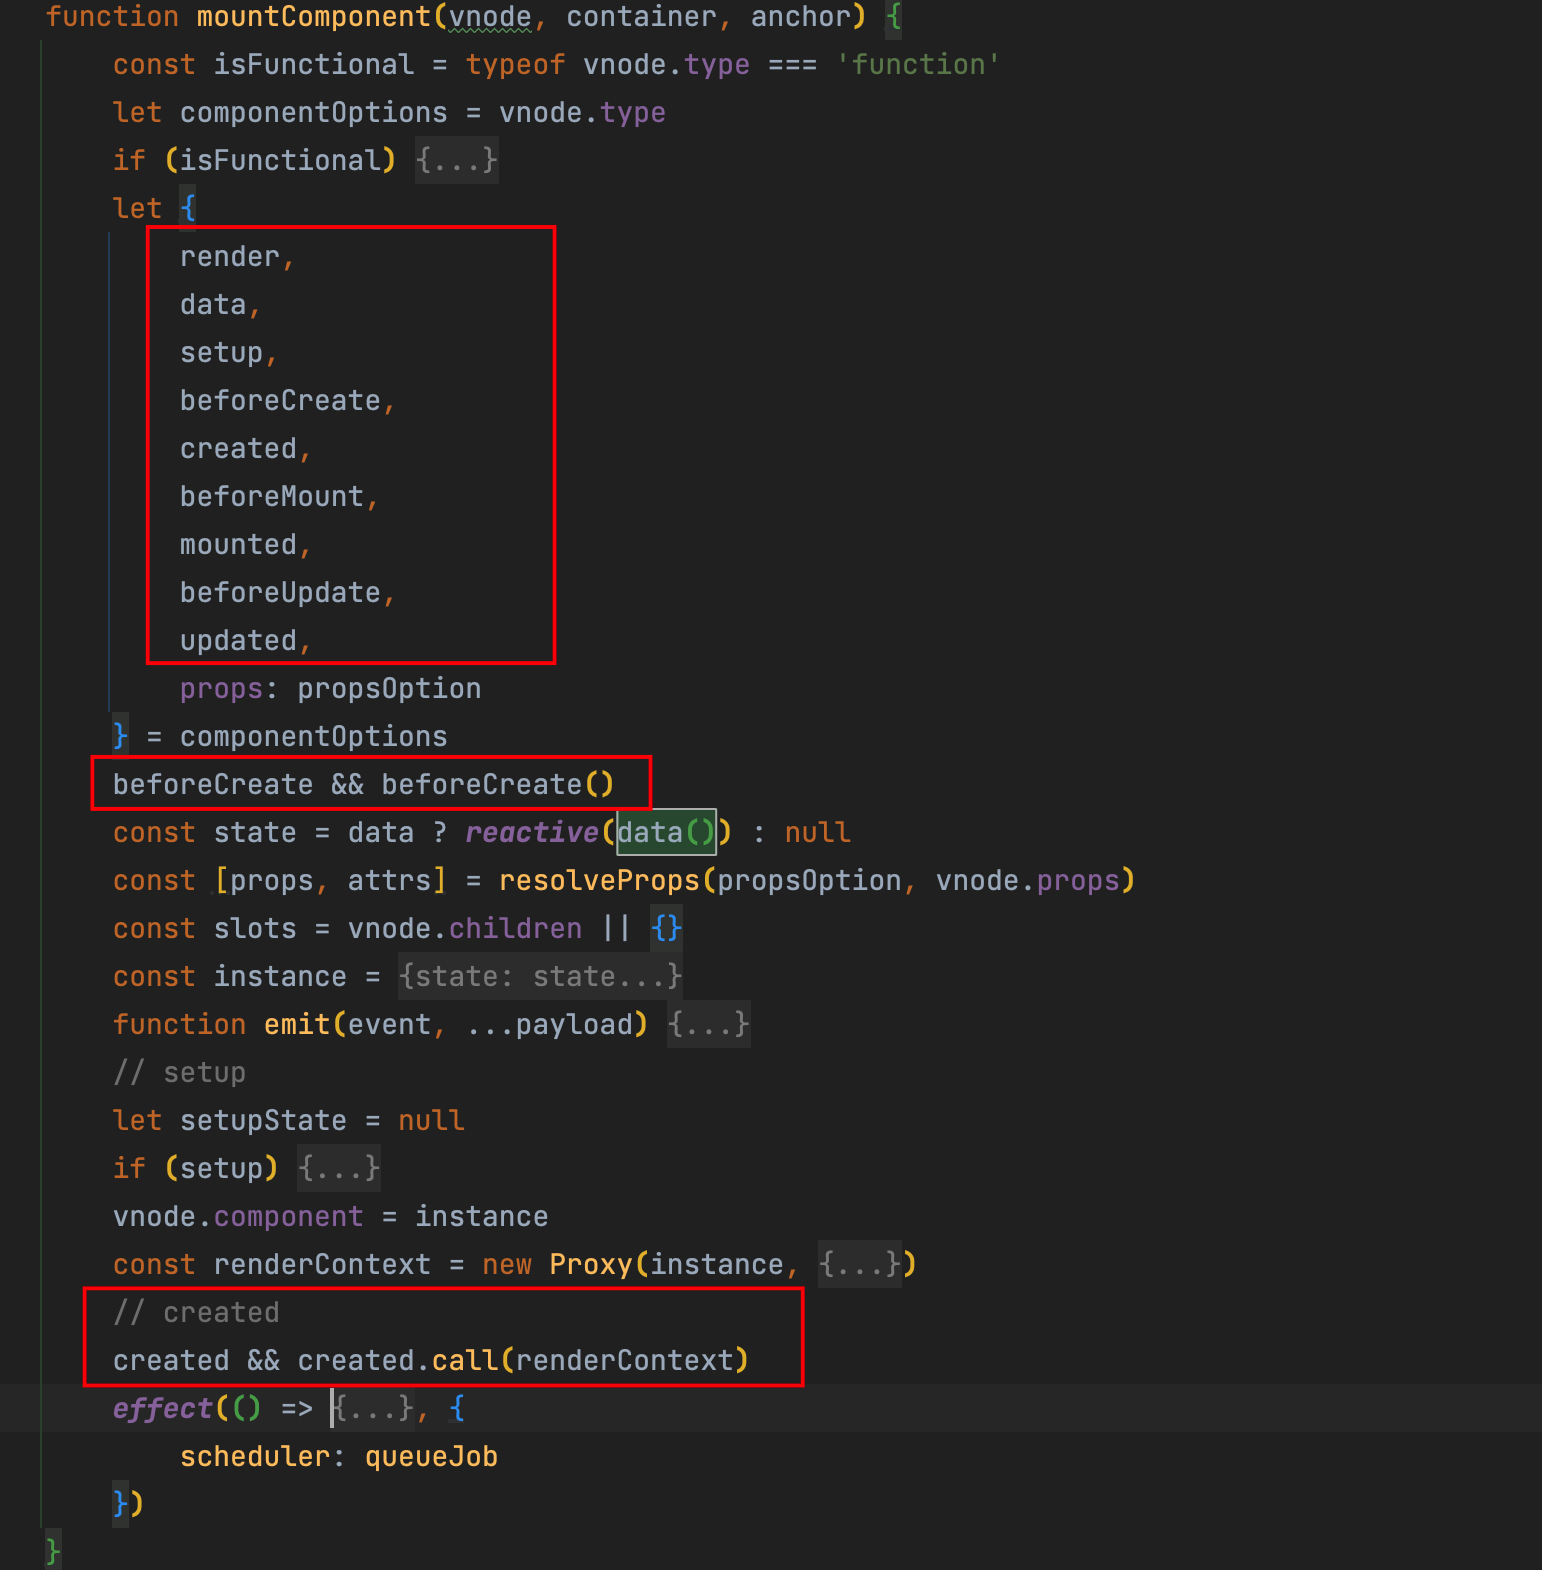 function mountComponent(vnode, container, anchor) {
    const isFunctional = typeof vnode.type === 'function'
    let componentOptions = vnode.type
    if (isFunctional) {...}
    let {
        render,
        data,
        setup,
        beforeCreate,
        created,
        beforeMount,
        mounted,
        beforeUpdate,
        updated,
        props: propsOption
    } = componentOptions
    beforeCreate && beforeCreate()
    const state = data ? reactive(data()) : null
    const [props, attrs] = resolveProps(propsOption, vnode.props)
    const slots = vnode.children || {}
    const instance = {state: state...}
    function emit(event, ...payload) {...}
    // setup
    let setupState = null
    if (setup) {...}
    vnode.component = instance
    const renderContext = new Proxy(instance, {...})
    // created
    created && created.call(renderContext)
    effect(() => {...}, {
        scheduler: queueJob
    })
}